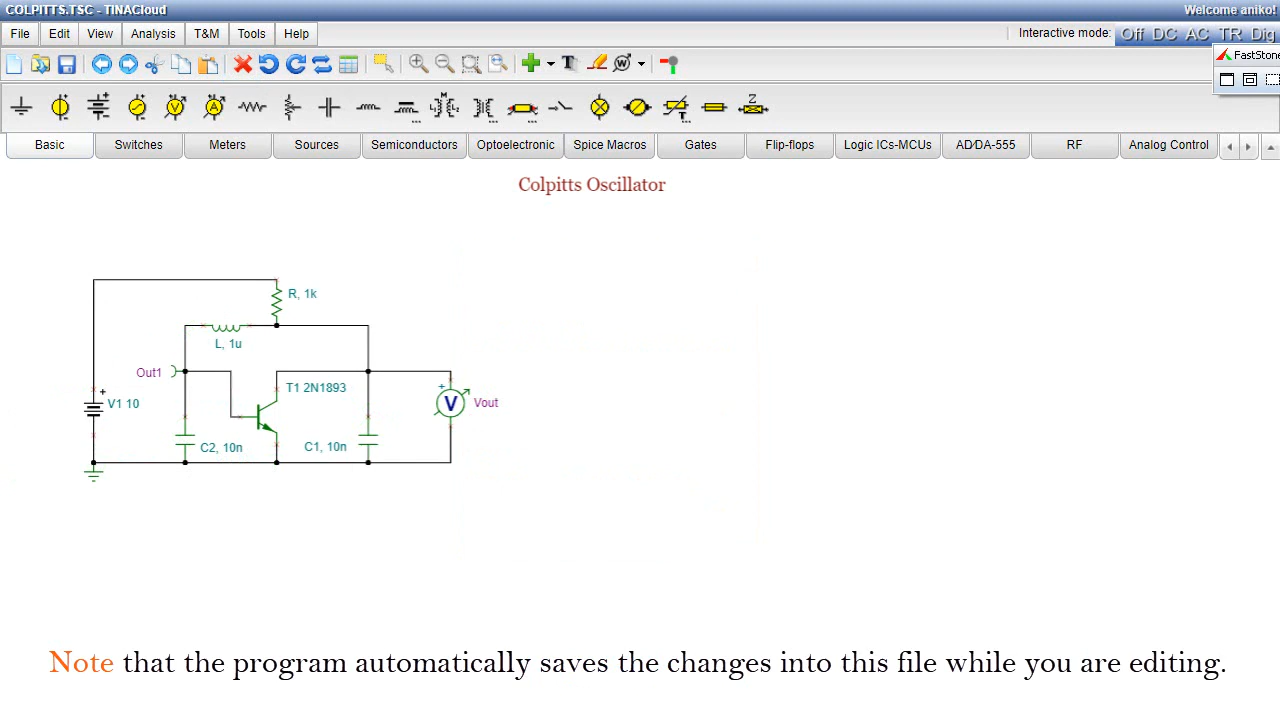 COLPITTS.TSC - TINACloud
Welcome aniko!
File Edit View Analysis T&M Tools Help
Interactive mode: Off DC AC TR Dig
FastStone
Basic Switches Meters Sources Semiconductors Optoelectronic Spice Macros Gates Flip-flops Logic ICs-MCUs AD/DA-555 RF Analog Control
Colpitts Oscillator
R, 1k
L, 1u
Out1
T1 2N1893
V1 10
V
Vout
C2, 10n
C1, 10n
Note that the program automatically saves the changes into this file while you are editing.